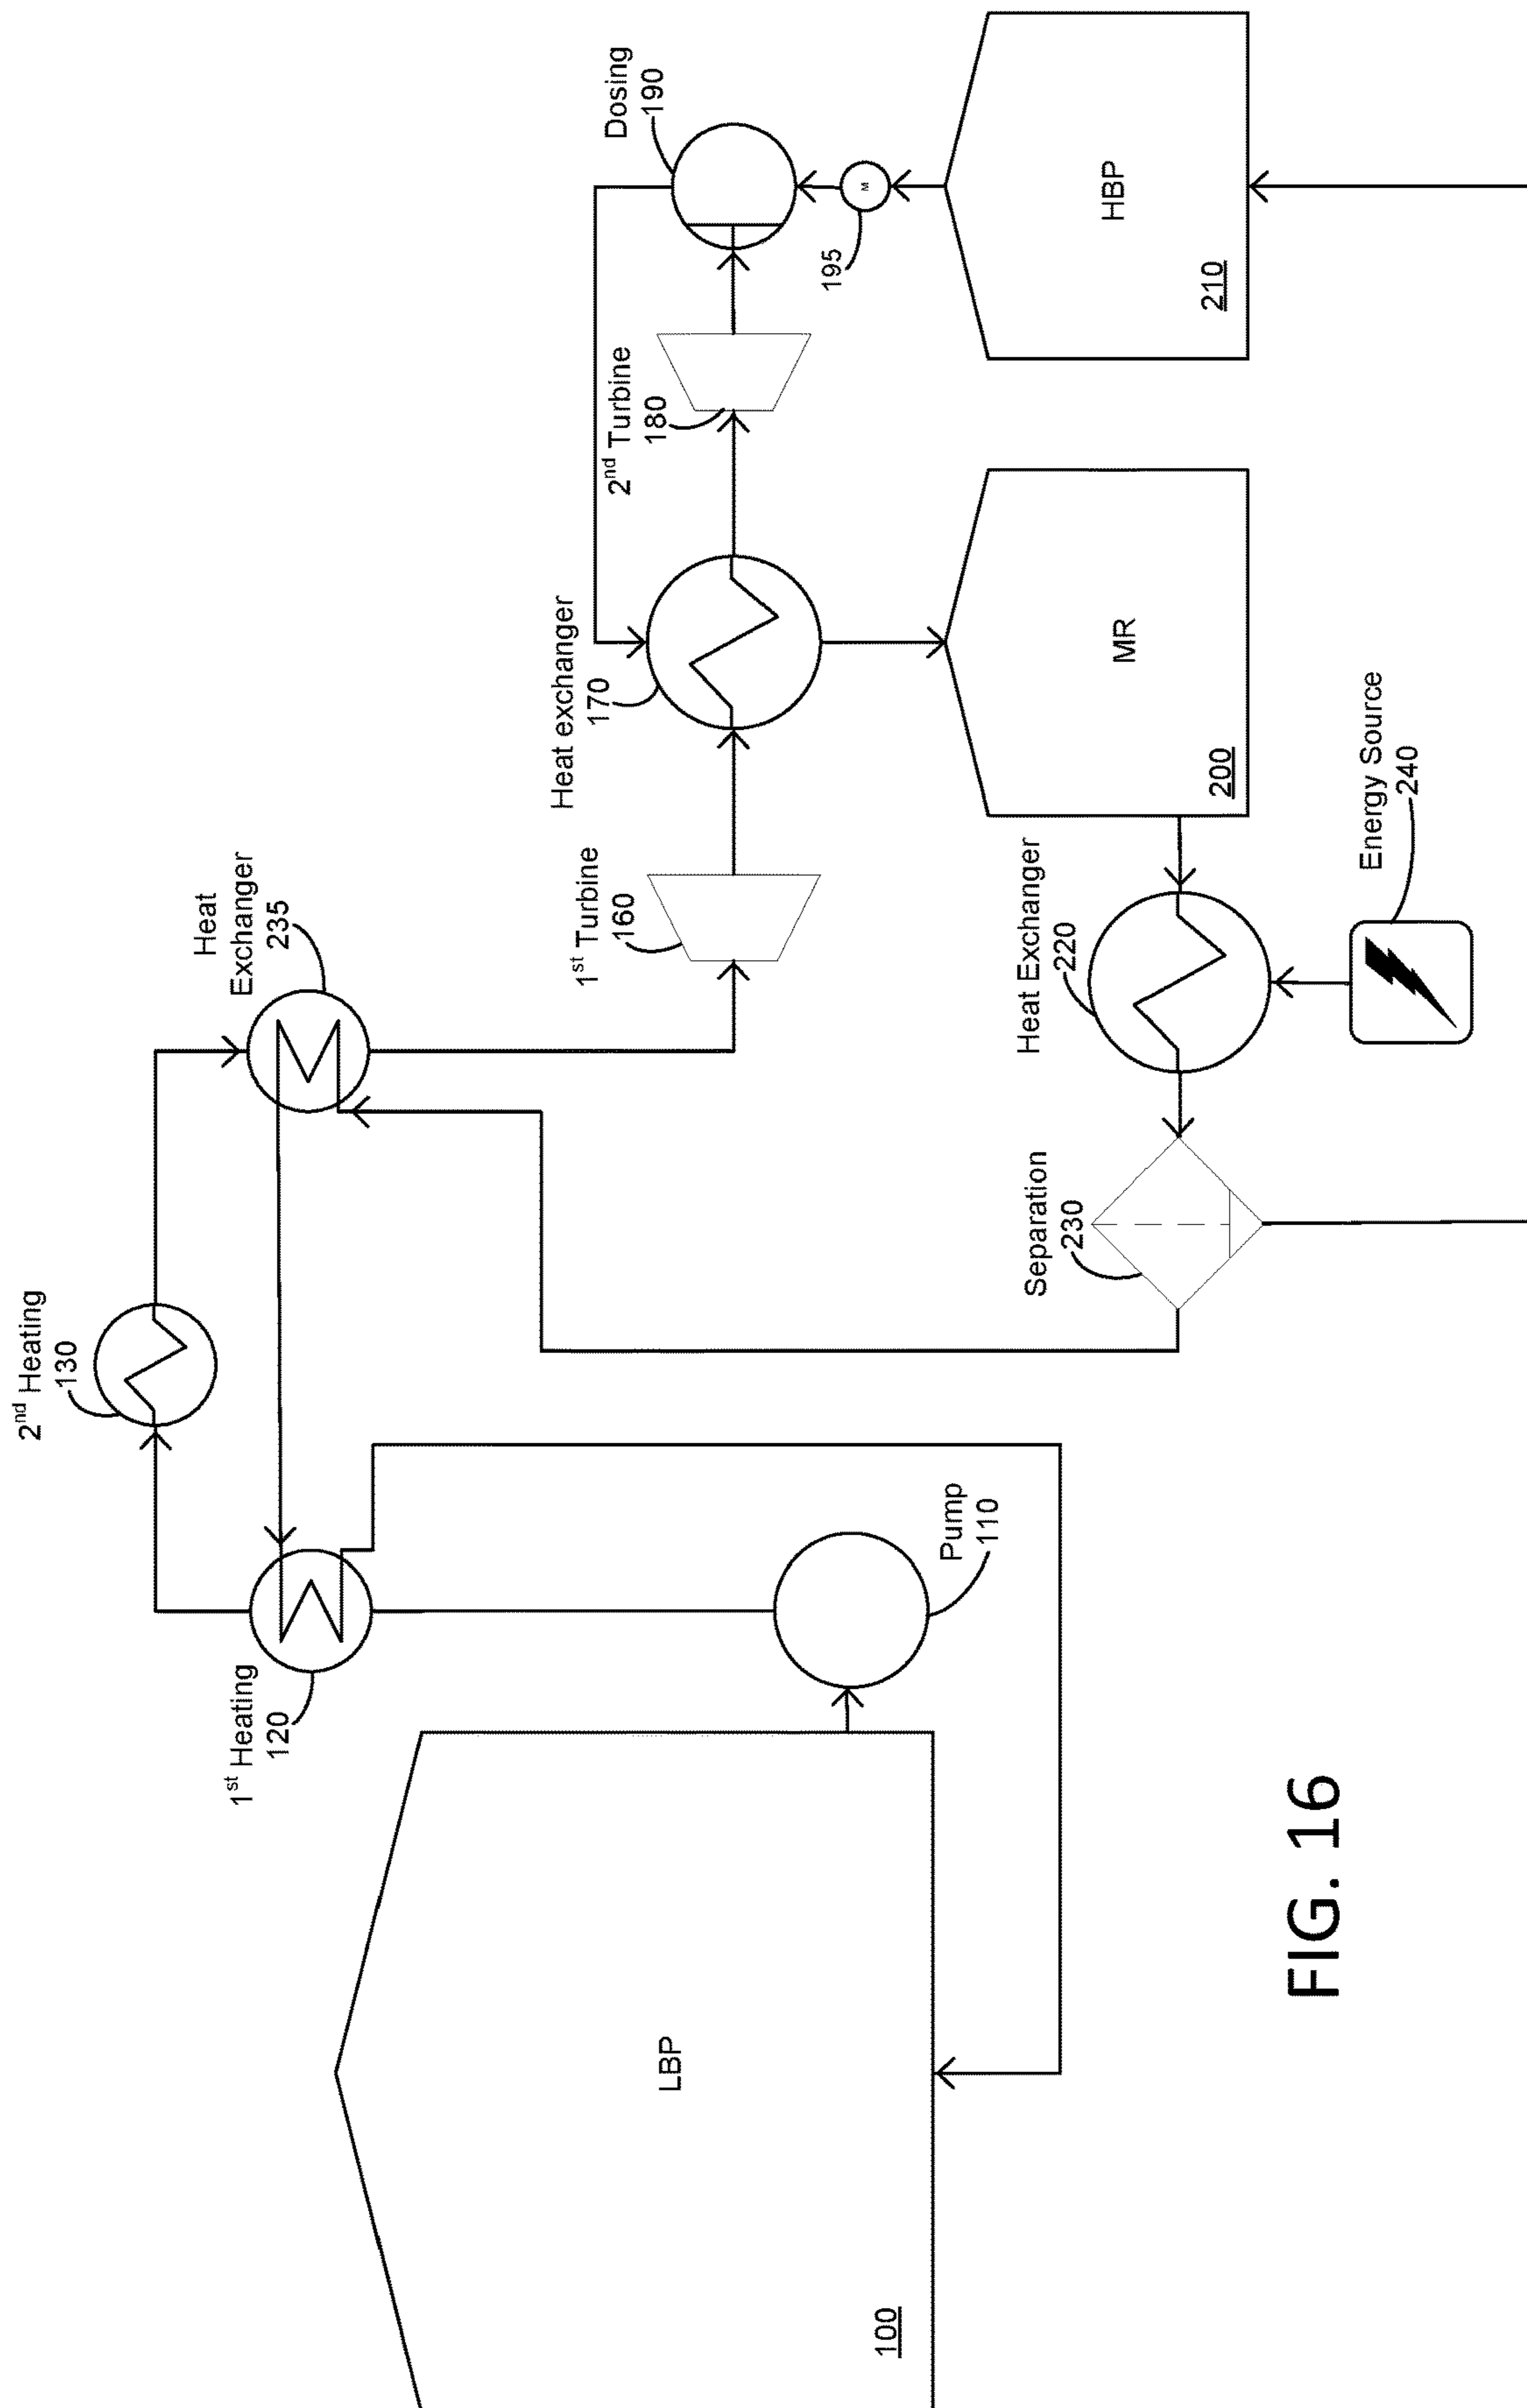 2nd Heating
130
1st Heating
120
Heat
Exchanger
235
Pump
110
LBP
100
1st Turbine
160
Heat exchanger
170
2nd Turbine
180
Dosing
190
M
195
HBP
210
MR
200
Heat Exchanger
220
Separation
230
Energy Source
240
FIG. 16